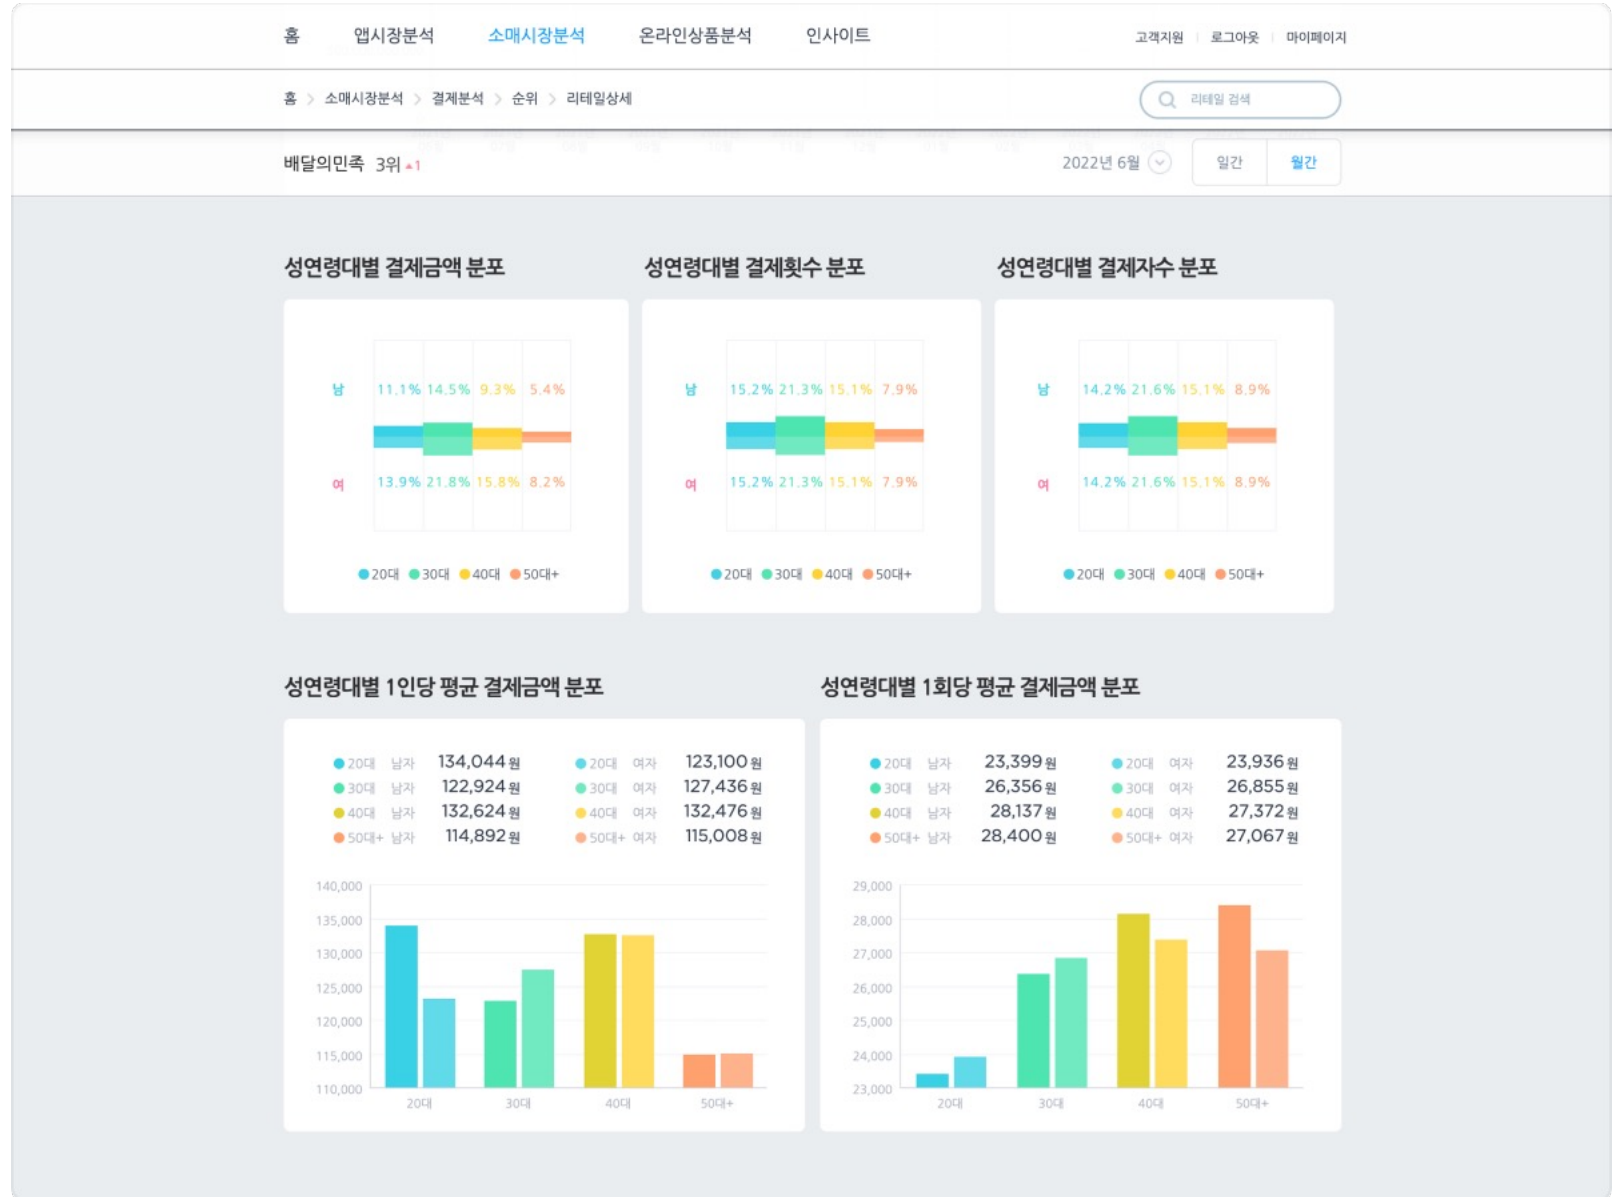 홈 앱시장분석 소매시장분석 온라인상품분석 인사이트 고객지원 로그아웃 마이페이지
홈 > 소매시장분석 > 결제분석 > 순위 > 리테일상세 리테일 검색
배달의민족 3위 ▲1 2022년 6월 일간 월간
성연령대별 결제금액 분포
남 11.1% 14.5% 9.3% 5.4%
여 13.9% 21.8% 15.8% 8.2%
20대 30대 40대 50대+
성연령대별 결제횟수 분포
남 15.2% 21.3% 15.1% 7.9%
여 15.2% 21.3% 15.1% 7.9%
20대 30대 40대 50대+
성연령대별 결제자수 분포
남 14.2% 21.6% 15.1% 8.9%
여 14.2% 21.6% 15.1% 8.9%
20대 30대 40대 50대+
성연령대별 1인당 평균 결제금액 분포
20대 남자 134,044원 20대 여자 123,100원
30대 남자 122,924원 30대 여자 127,436원
40대 남자 132,624원 40대 여자 132,476원
50대+ 남자 114,892원 50대+ 여자 115,008원
140,000
135,000
130,000
125,000
120,000
115,000
110,000
20대 30대 40대 50대+
성연령대별 1회당 평균 결제금액 분포
20대 남자 23,399원 20대 여자 23,936원
30대 남자 26,356원 30대 여자 26,855원
40대 남자 28,137원 40대 여자 27,372원
50대+ 남자 28,400원 50대+ 여자 27,067원
29,000
28,000
27,000
26,000
25,000
24,000
23,000
20대 30대 40대 50대+